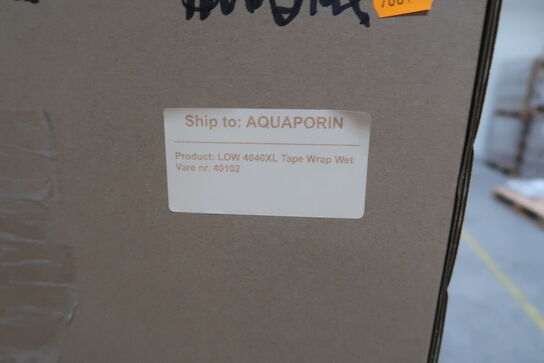 Ship to: AQUAPORIN
Product: LOW 4040XL Tape Wrap Wet
Vare nr. 40102